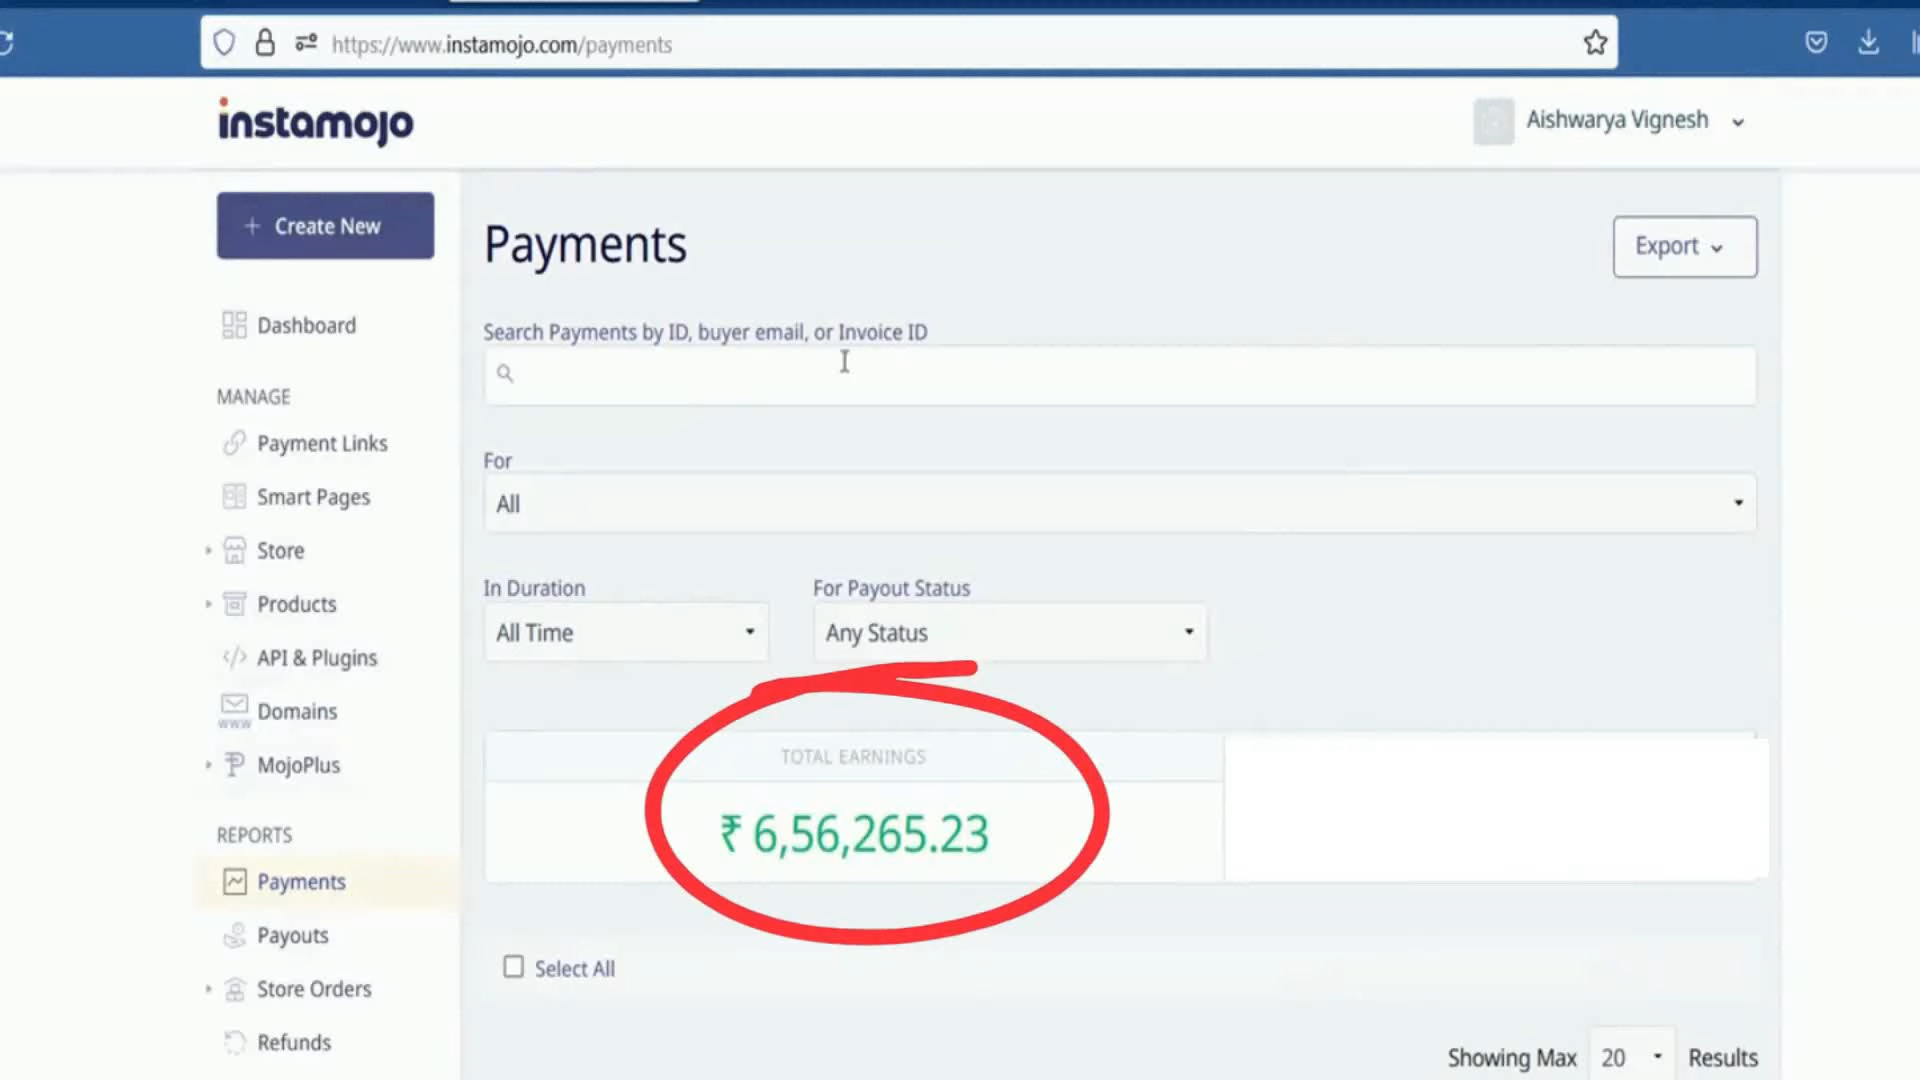 https://www.instamojo.com/payments
instamojo
Aishwarya Vignesh
+ Create New
Payments
Export
Dashboard
Search Payments by ID, buyer email, or Invoice ID
MANAGE
Payment Links
For
Smart Pages
All
Store
In Duration
For Payout Status
Products
All Time
Any Status
API & Plugins
Domains
www
MojoPlus
TOTAL EARNINGS
₹ 6,56,265.23
REPORTS
Payments
Payouts
Select All
Store Orders
Refunds
Showing Max 20 Results